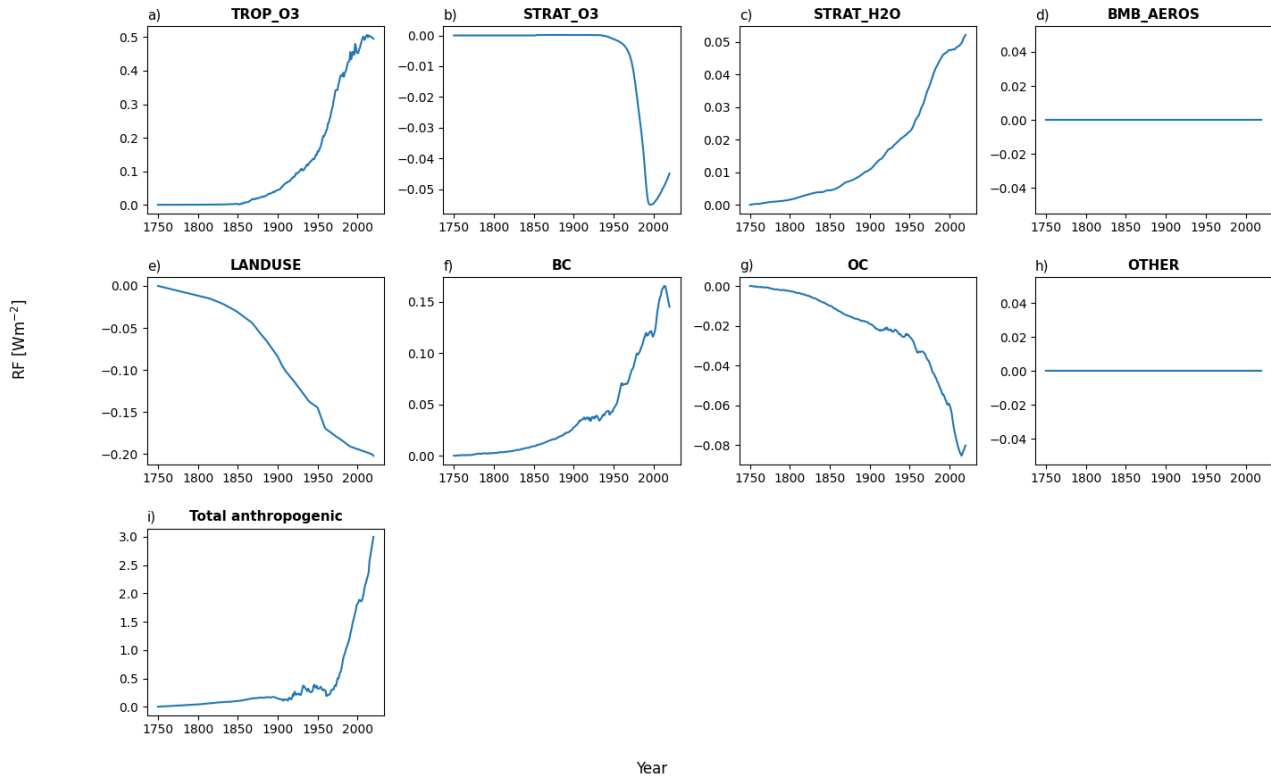 a) TROP_O3
0.5
0.4
0.3
0.2
0.1
0.0
1750 1800 1850 1900 1950 2000
b) STRAT_O3
0.00
−0.01
−0.02
−0.03
−0.04
−0.05
1750 1800 1850 1900 1950 2000
c) STRAT_H2O
0.05
0.04
0.03
0.02
0.01
0.00
1750 1800 1850 1900 1950 2000
d) BMB_AEROS
0.04
0.02
0.00
−0.02
−0.04
1750 1800 1850 1900 1950 2000
RF [Wm⁻²]
e) LANDUSE
0.00
−0.05
−0.10
−0.15
−0.20
1750 1800 1850 1900 1950 2000
f) BC
0.15
0.10
0.05
0.00
1750 1800 1850 1900 1950 2000
g) OC
0.00
−0.02
−0.04
−0.06
−0.08
1750 1800 1850 1900 1950 2000
h) OTHER
0.04
0.02
0.00
−0.02
−0.04
1750 1800 1850 1900 1950 2000
i) Total anthropogenic
3.0
2.5
2.0
1.5
1.0
0.5
0.0
1750 1800 1850 1900 1950 2000
Year